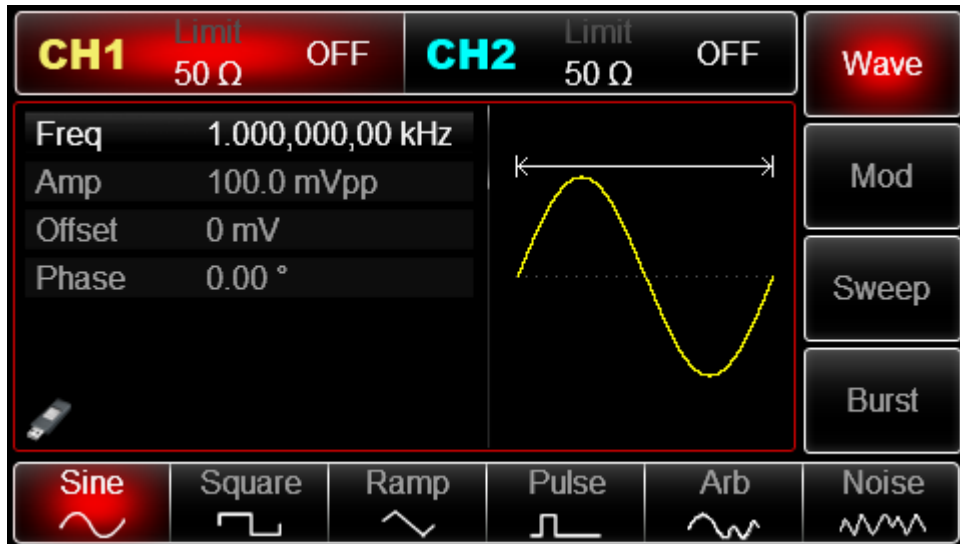 CH1 Limit 50 Ω OFF
CH2 Limit 50 Ω OFF
Wave
Freq 1.000,000,00 kHz
Amp 100.0 mVpp
Offset 0 mV
Phase 0.00 °
Mod
Sweep
Burst
Sine Square Ramp Pulse Arb Noise